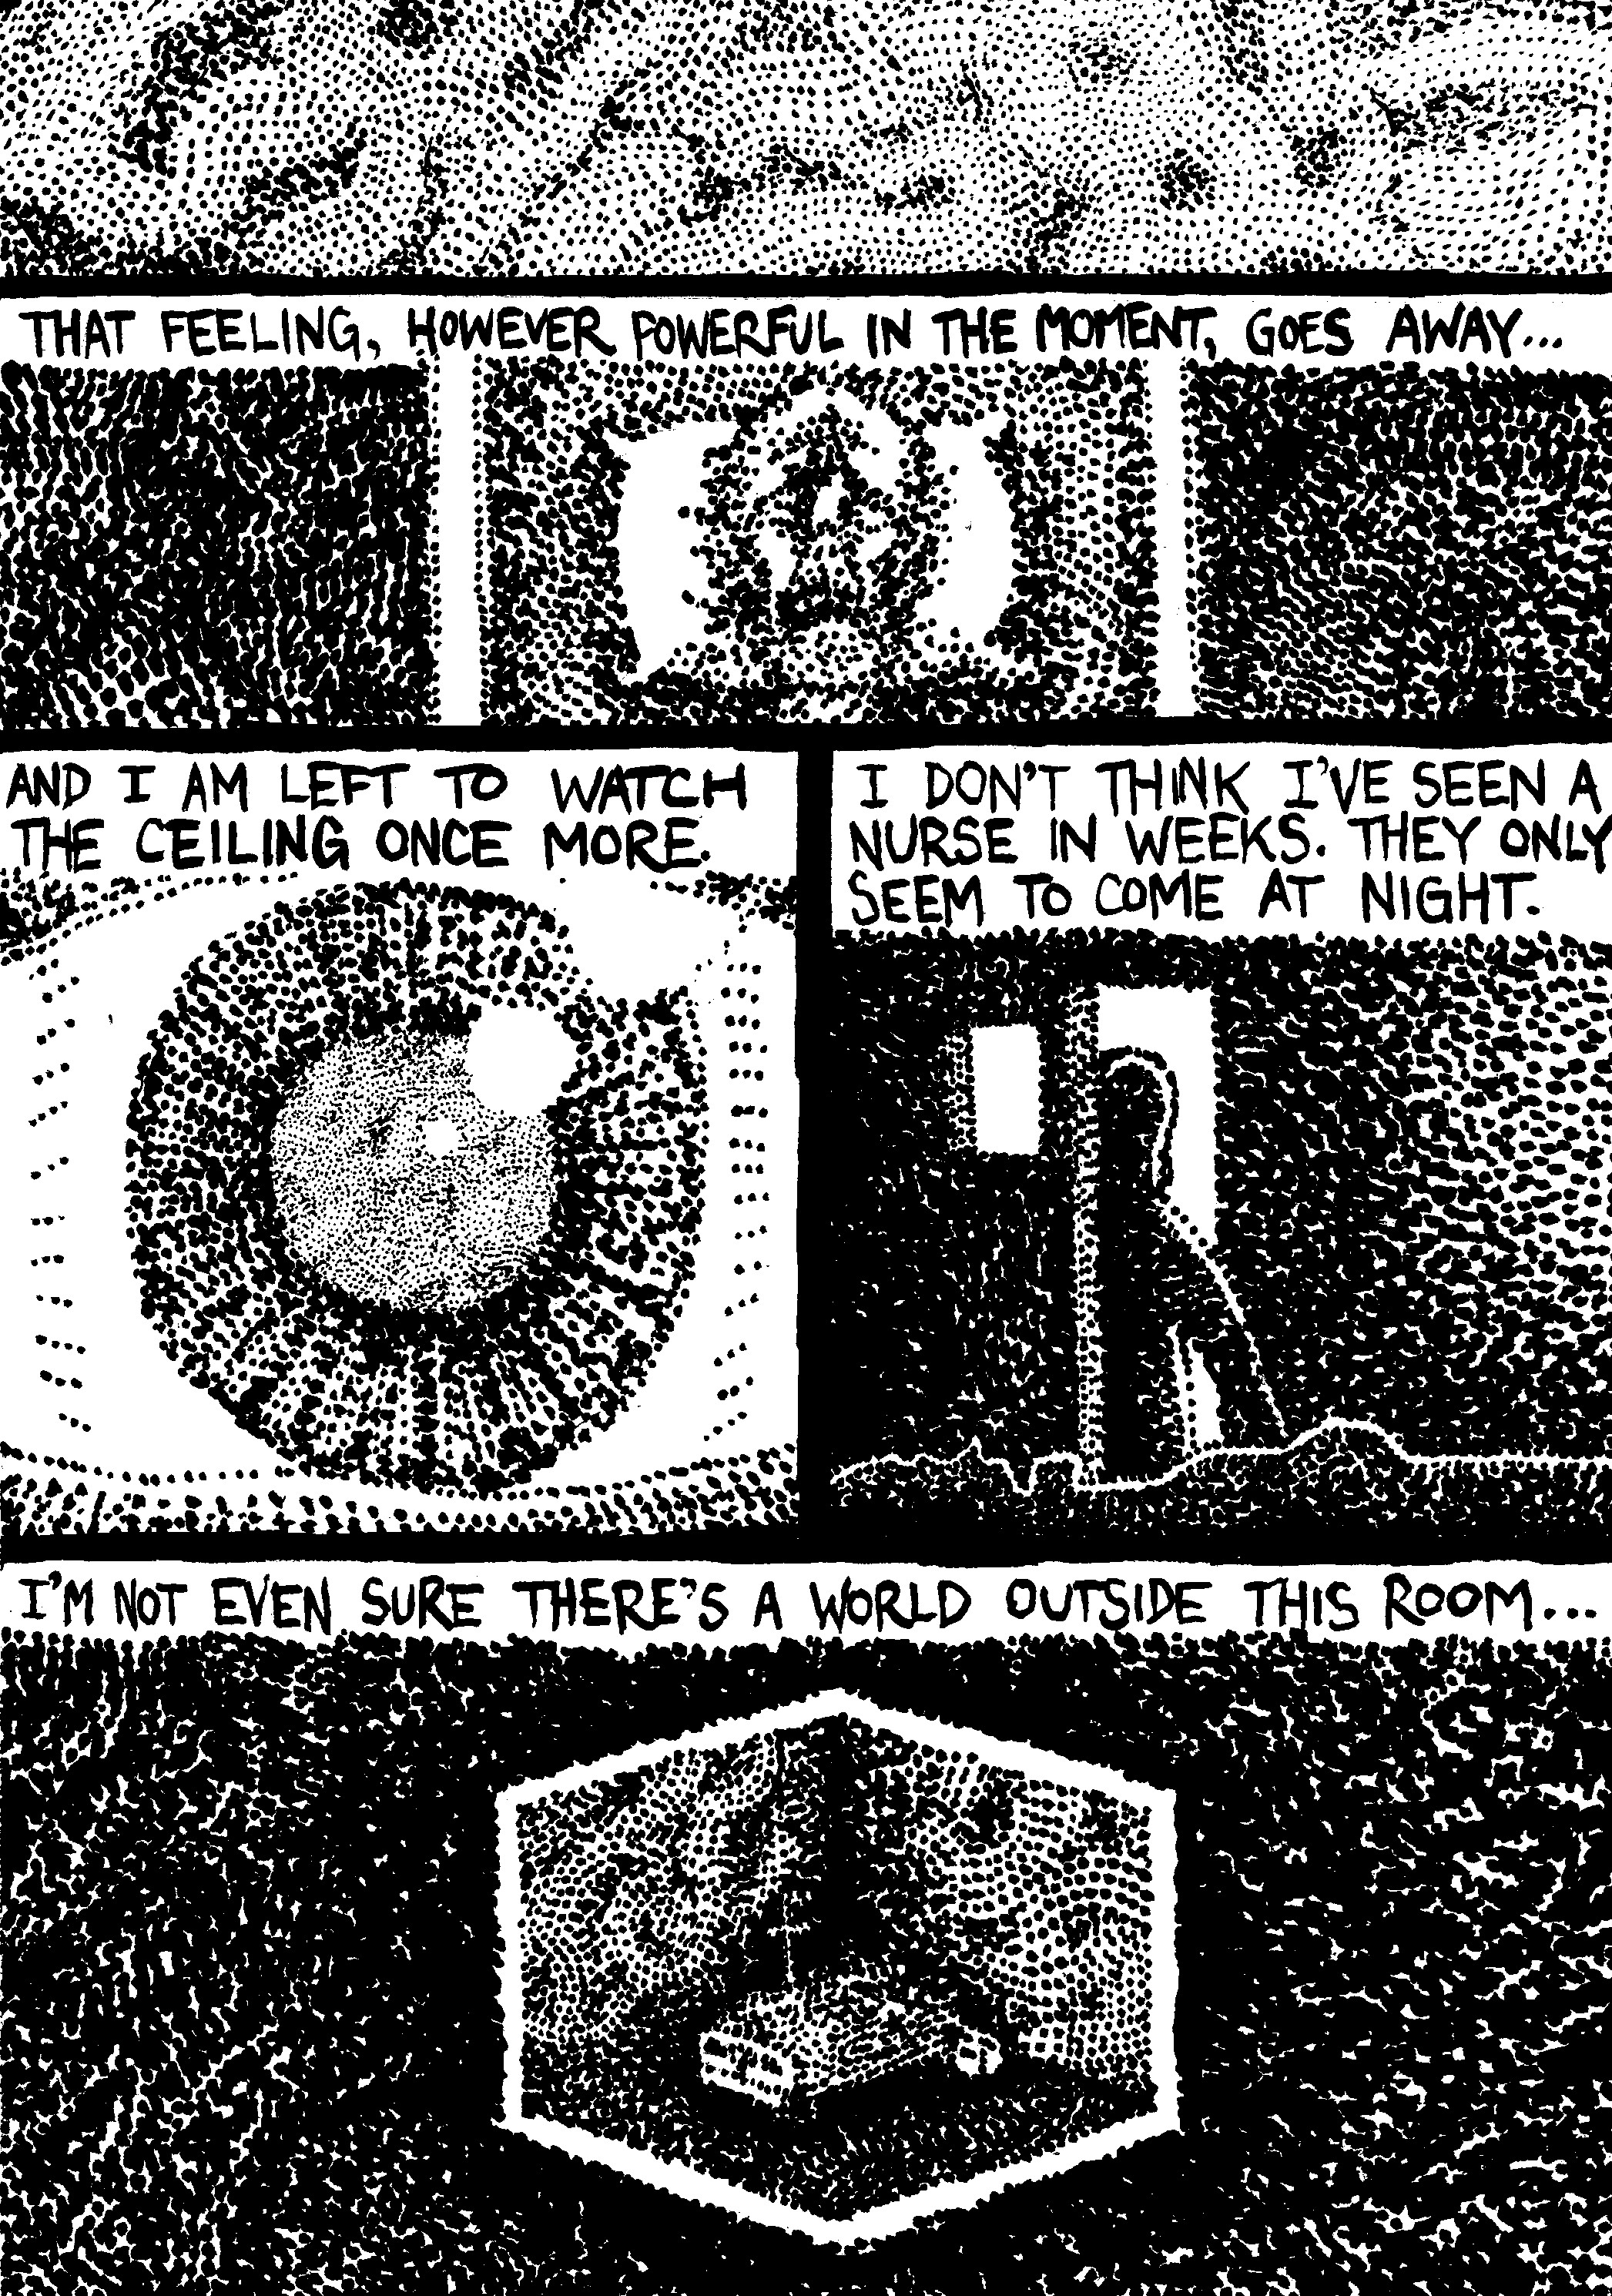 THAT FEELING, HOWEVER POWERFUL IN THE MOMENT, GOES AWAY...
AND I AM LEFT TO WATCH
THE CEILING ONCE MORE.
I DON'T THINK I'VE SEEN A
NURSE IN WEEKS. THEY ONLY
SEEM TO COME AT NIGHT.
I'M NOT EVEN SURE THERE'S A WORLD OUTSIDE THIS ROOM...